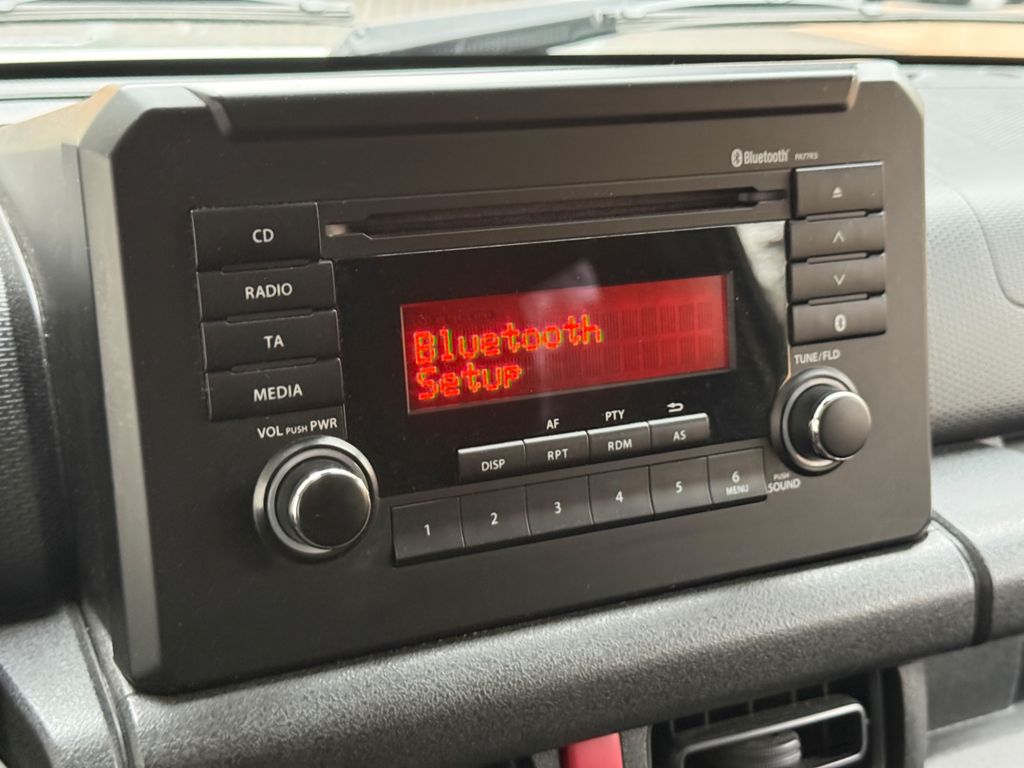 Bluetooth PA77RS
CD
RADIO
TA
MEDIA
VOL PUSH PWR
Bluetooth
Setup
TUNE/FLD
AF
PTY
DISP
RPT
RDM
AS
1
2
3
4
5
6
MENU
PUSH
SOUND